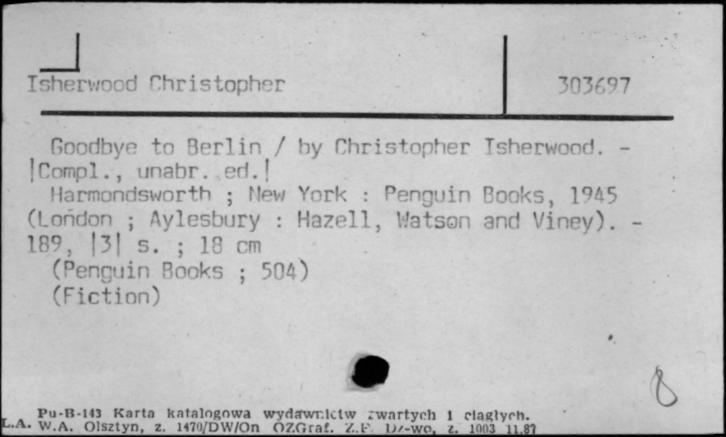 Isherwood Christopher 303697
Goodbye to Berlin / by Christopher Isherwood. -
|Compl., unabr. ed.|
Harmondsworth ; New York : Penguin Books, 1945
(London ; Aylesbury : Hazell, Watson and Viney). -
189, |3| s. ; 18 cm
(Penguin Books ; 504)
(Fiction)
8
Pu-B-143 Karta katalogowa wydawnictw zwartych i ciągłych.
L.A. W.A. Olsztyn, z. 1470/DW/On OZGraf. Z.P. Dz-wo, z. 1003 11.87